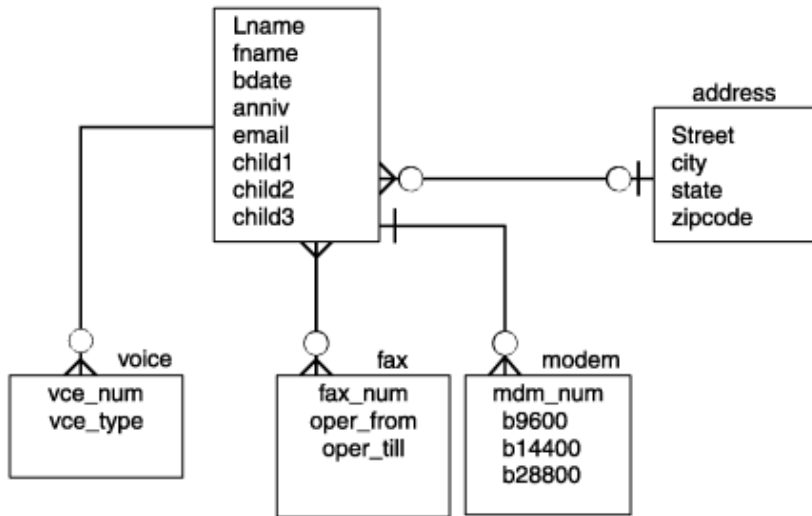 Lname
fname
bdate
anniv
email
child1
child2
child3
address
Street
city
state
zipcode
voice
vce_num
vce_type
fax
fax_num
oper_from
oper_till
modem
mdm_num
b9600
b14400
b28800